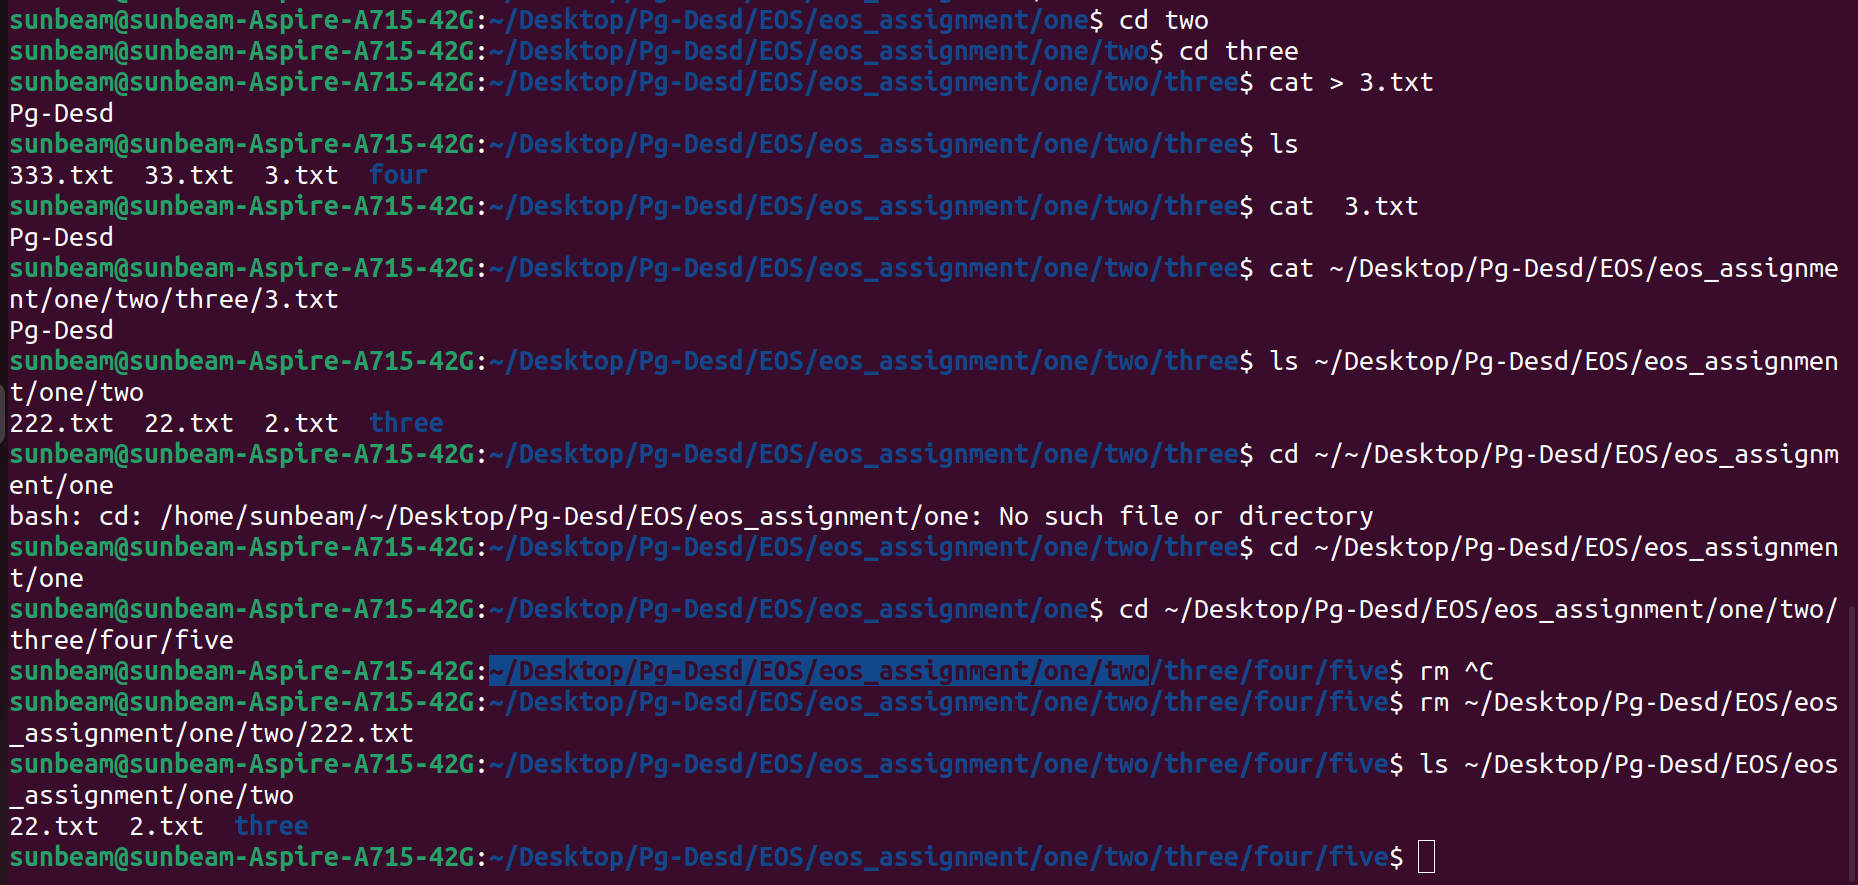 sunbeam@sunbeam-Aspire-A715-42G:~/Desktop/Pg-Desd/EOS/eos_assignment/one$ cd two
sunbeam@sunbeam-Aspire-A715-42G:~/Desktop/Pg-Desd/EOS/eos_assignment/one/two$ cd three
sunbeam@sunbeam-Aspire-A715-42G:~/Desktop/Pg-Desd/EOS/eos_assignment/one/two/three$ cat > 3.txt
Pg-Desd
sunbeam@sunbeam-Aspire-A715-42G:~/Desktop/Pg-Desd/EOS/eos_assignment/one/two/three$ ls
333.txt  33.txt  3.txt  four
sunbeam@sunbeam-Aspire-A715-42G:~/Desktop/Pg-Desd/EOS/eos_assignment/one/two/three$ cat  3.txt
Pg-Desd
sunbeam@sunbeam-Aspire-A715-42G:~/Desktop/Pg-Desd/EOS/eos_assignment/one/two/three$ cat ~/Desktop/Pg-Desd/EOS/eos_assignme
nt/one/two/three/3.txt
Pg-Desd
sunbeam@sunbeam-Aspire-A715-42G:~/Desktop/Pg-Desd/EOS/eos_assignment/one/two/three$ ls ~/Desktop/Pg-Desd/EOS/eos_assignmen
t/one/two
222.txt  22.txt  2.txt  three
sunbeam@sunbeam-Aspire-A715-42G:~/Desktop/Pg-Desd/EOS/eos_assignment/one/two/three$ cd ~/~/Desktop/Pg-Desd/EOS/eos_assignm
ent/one
bash: cd: /home/sunbeam/~/Desktop/Pg-Desd/EOS/eos_assignment/one: No such file or directory
sunbeam@sunbeam-Aspire-A715-42G:~/Desktop/Pg-Desd/EOS/eos_assignment/one/two/three$ cd ~/Desktop/Pg-Desd/EOS/eos_assignmen
t/one
sunbeam@sunbeam-Aspire-A715-42G:~/Desktop/Pg-Desd/EOS/eos_assignment/one$ cd ~/Desktop/Pg-Desd/EOS/eos_assignment/one/two/
three/four/five
sunbeam@sunbeam-Aspire-A715-42G:~/Desktop/Pg-Desd/EOS/eos_assignment/one/two/three/four/five$ rm ^C
sunbeam@sunbeam-Aspire-A715-42G:~/Desktop/Pg-Desd/EOS/eos_assignment/one/two/three/four/five$ rm ~/Desktop/Pg-Desd/EOS/eos
_assignment/one/two/222.txt
sunbeam@sunbeam-Aspire-A715-42G:~/Desktop/Pg-Desd/EOS/eos_assignment/one/two/three/four/five$ ls ~/Desktop/Pg-Desd/EOS/eos
_assignment/one/two
22.txt  2.txt  three
sunbeam@sunbeam-Aspire-A715-42G:~/Desktop/Pg-Desd/EOS/eos_assignment/one/two/three/four/five$